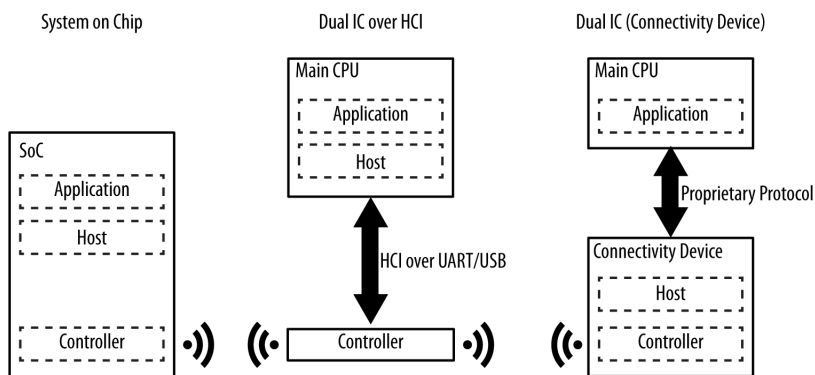 System on Chip
SoC
Application
Host
Controller
Dual IC over HCI
Main CPU
Application
Host
HCI over UART/USB
Controller
Dual IC (Connectivity Device)
Main CPU
Application
Proprietary Protocol
Connectivity Device
Host
Controller